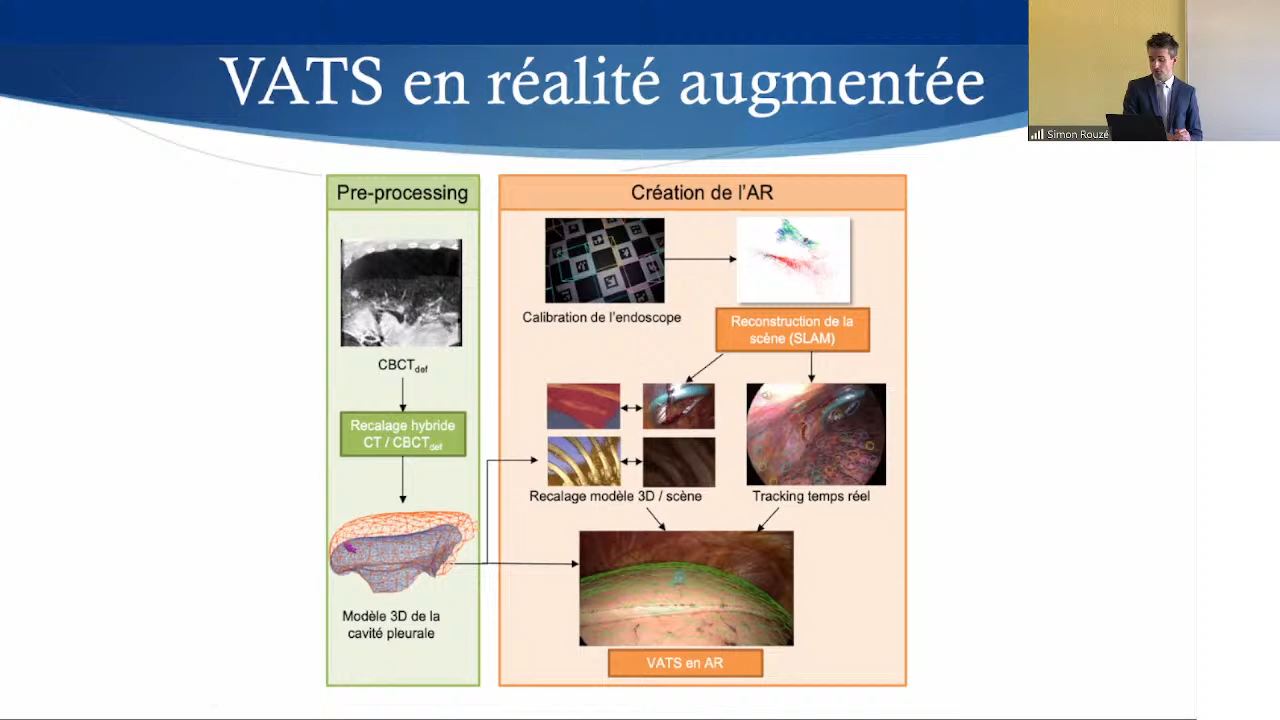 VATS en réalité augmentée
Simon Rouzé
Pre-processing
CBCTdef
Recalage hybride
CT / CBCTdef
Modèle 3D de la
cavité pleurale
Création de l'AR
Calibration de l'endoscope
Reconstruction de la
scène (SLAM)
Recalage modèle 3D / scène
Tracking temps réel
VATS en AR